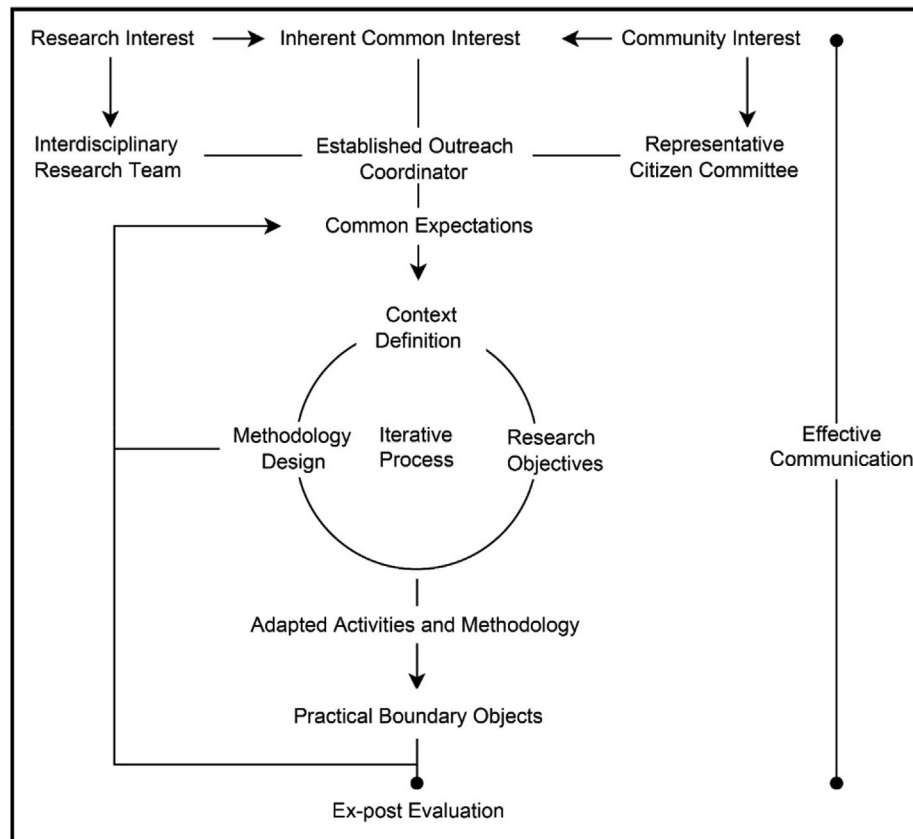 Research Interest
Inherent Common Interest
Community Interest
Interdisciplinary
Research Team
Established Outreach
Coordinator
Representative
Citizen Committee
Common Expectations
Context
Definition
Methodology
Design
Iterative
Process
Research
Objectives
Effective
Communication
Adapted Activities and Methodology
Practical Boundary Objects
Ex-post Evaluation